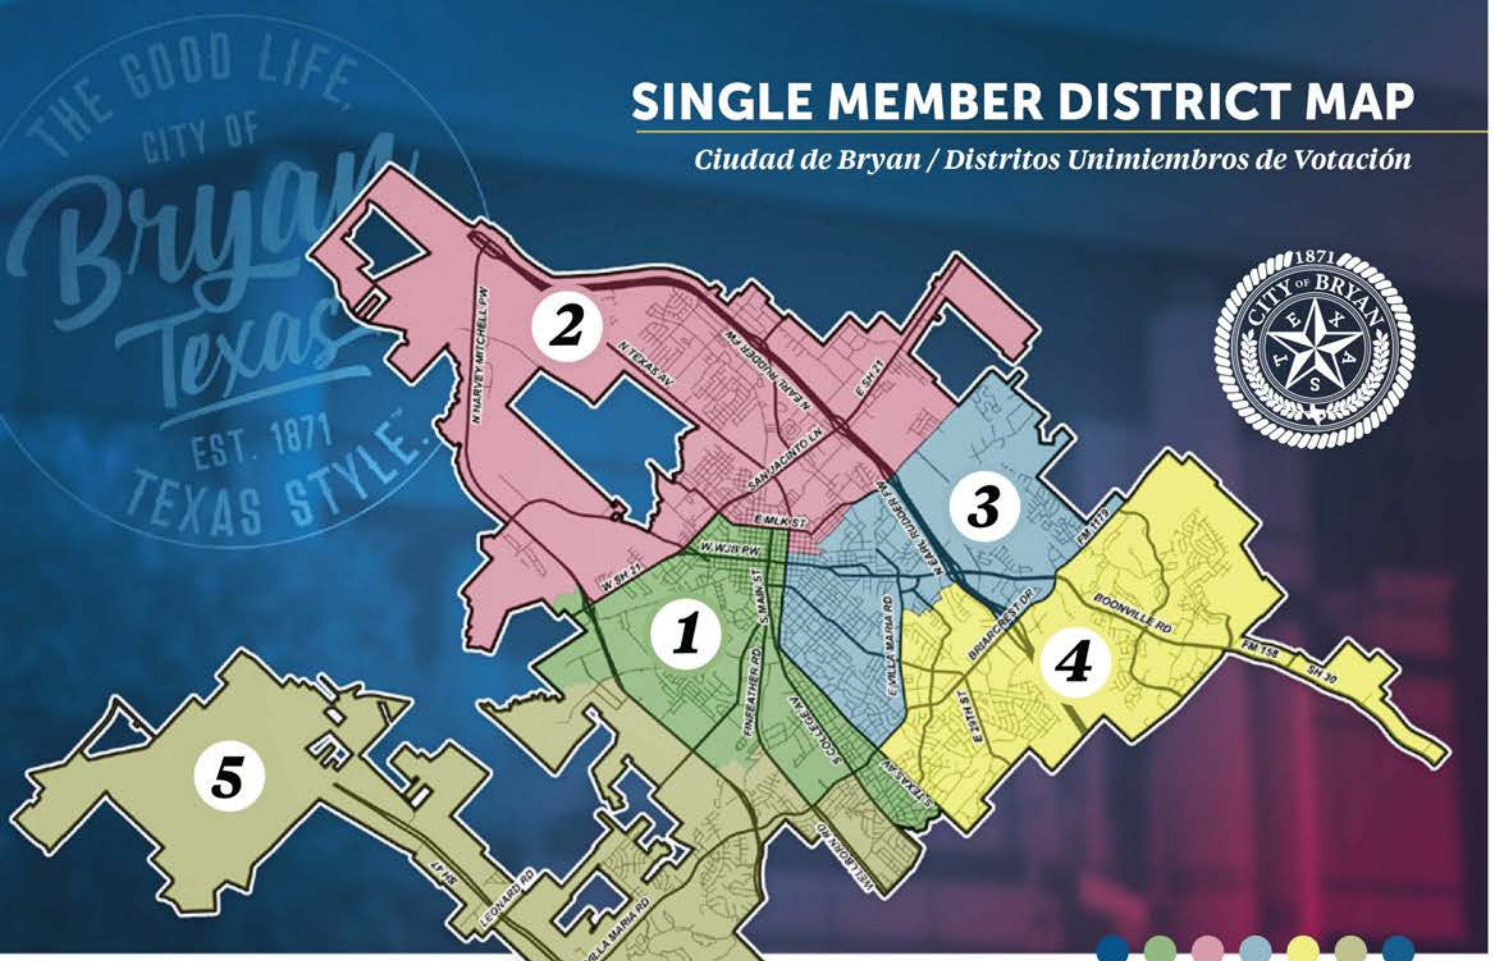 THE GOOD LIFE,
CITY OF
Bryan
Texas
EST. 1871
TEXAS STYLE.™
SINGLE MEMBER DISTRICT MAP
Ciudad de Bryan / Distritos Unimiembros de Votación
1871
CITY OF BRYAN
T E X A S
2
N HARVEY MITCHELL PW
N TEXAS AV
N EARL RUDDER FW
E SH 21
SAN JACINTO LN
E MLK ST
W WJB PW
W SH 21
3
N EARL RUDDER FW
FM 1179
1
S MAIN ST
FINFEATHER RD
S COLLEGE AV
E VILLA MARIA RD
BRIARCREST DR
BOONVILLE RD
4
FM 158
SH 30
E 29TH ST
S TEXAS AV
5
SH 47
LEONARD RD
VILLA MARIA RD
WELLBORN RD